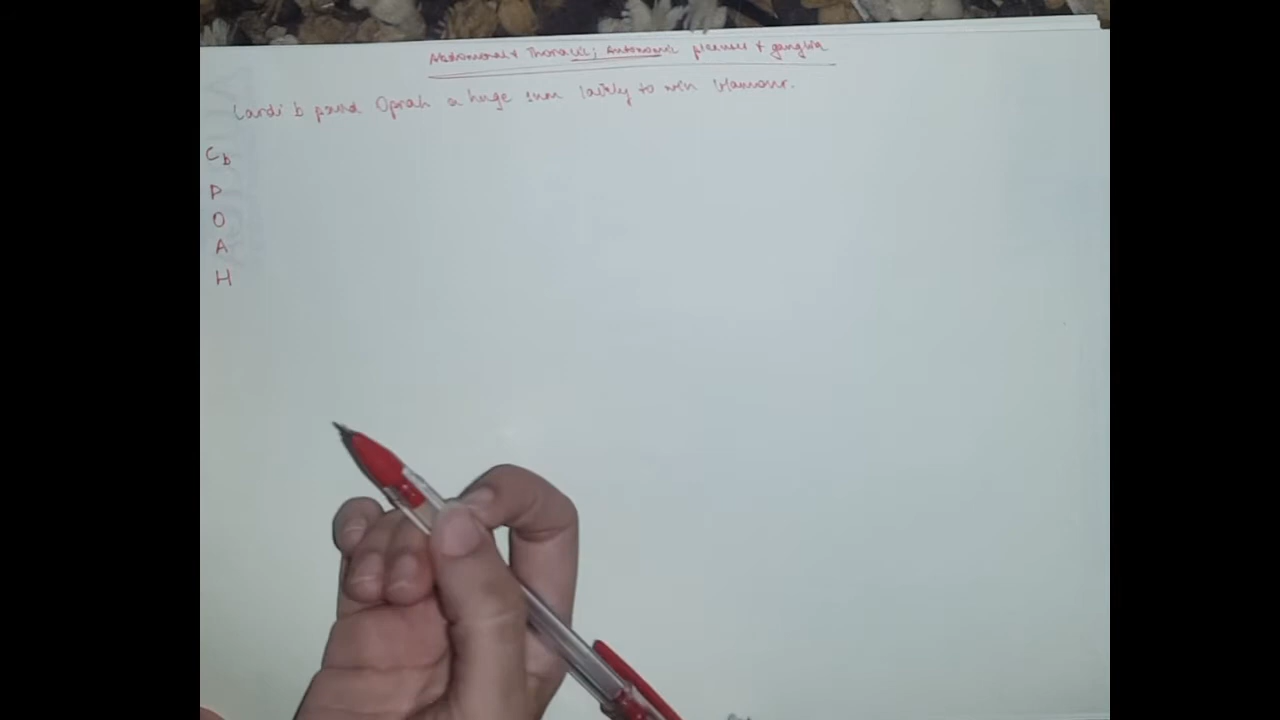 Abdominal & Thoracic; Autonomic plexuses & ganglia
Cardi b paid Oprah a huge sum lately to win Glamour.
Cb
P
O
A
H